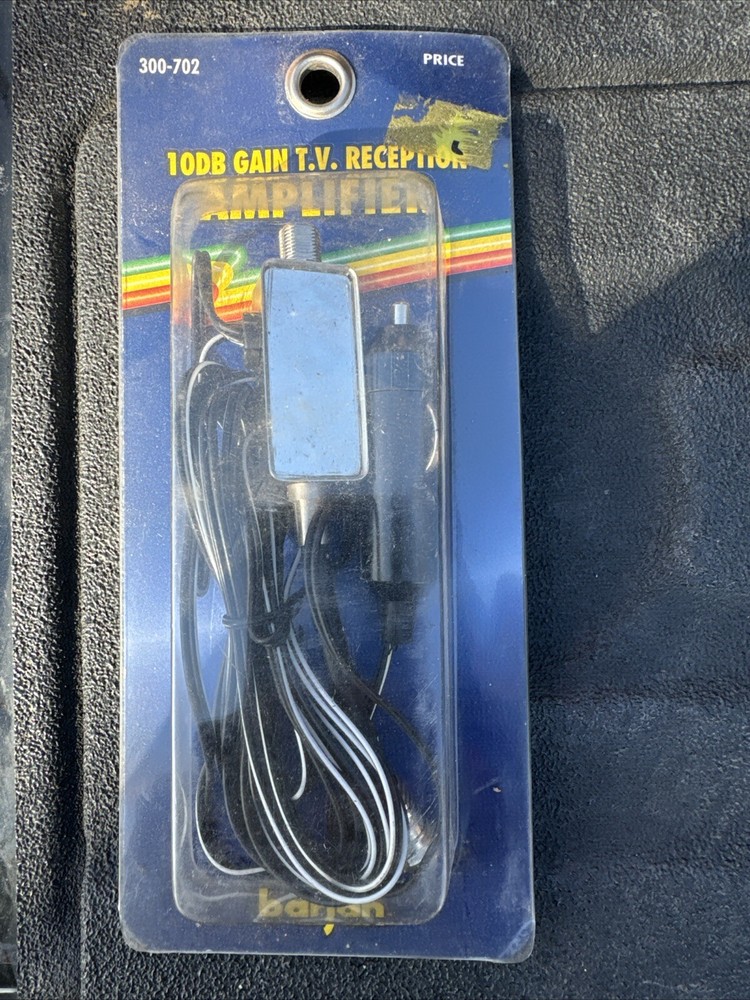 300-702
PRICE
10DB GAIN T.V. RECEPTION
AMPLIFIER
barjan